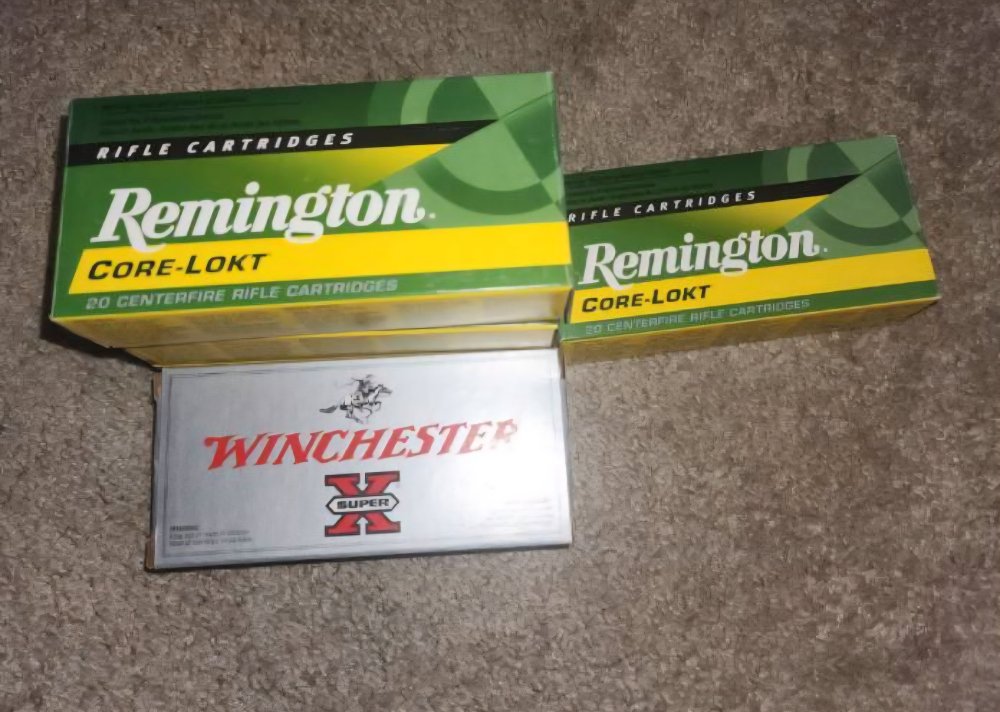 RIFLE CARTRIDGES
Remington.
CORE-LOKT
20 CENTERFIRE RIFLE CARTRIDGES
RIFLE CARTRIDGES
Remington.
CORE-LOKT
20 CENTERFIRE RIFLE CARTRIDGES
WINCHESTER
SUPER
X